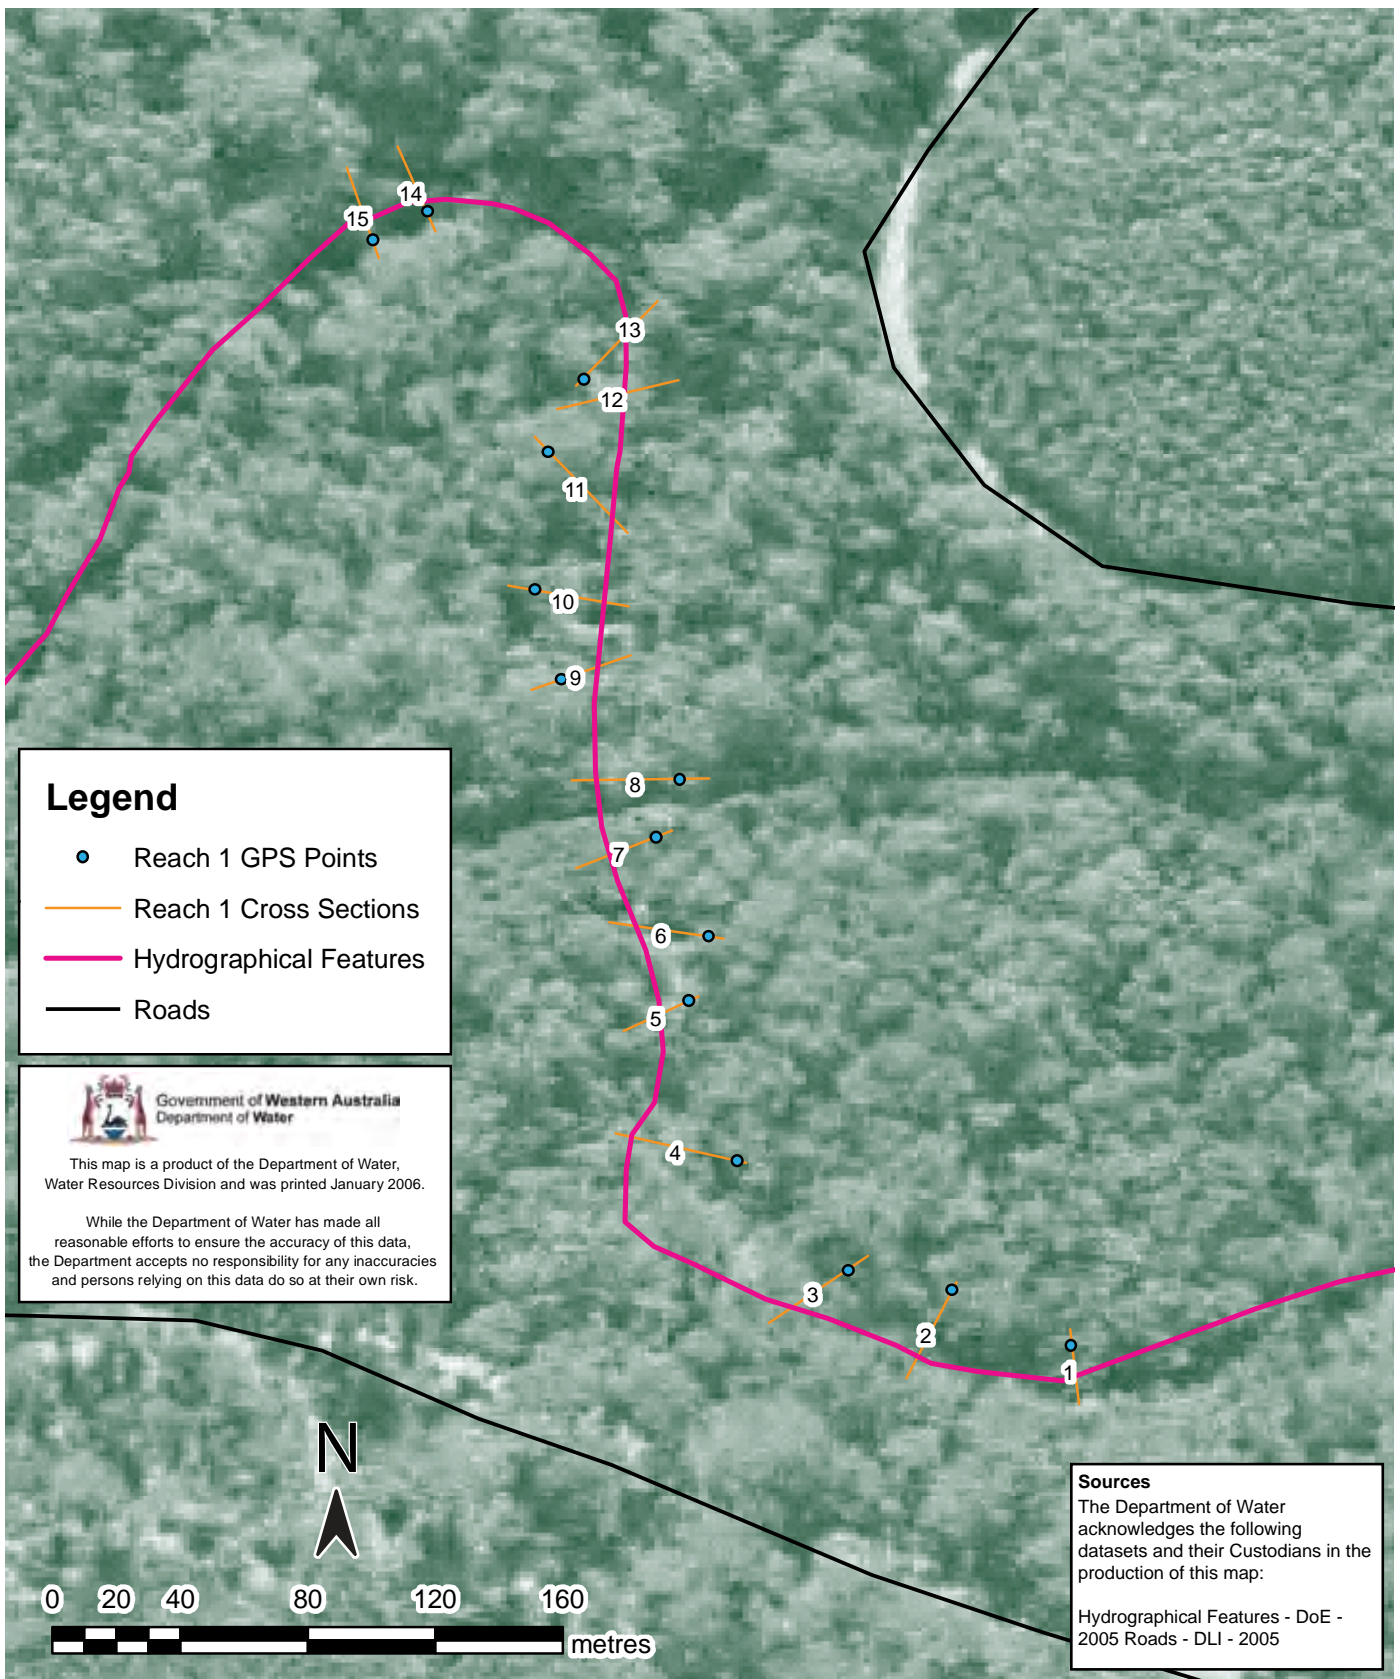 14
15
13
12
11
10
9
8
7
6
5
4
3
2
1
Legend
Reach 1 GPS Points
Reach 1 Cross Sections
Hydrographical Features
Roads
Government of Western Australia
Department of Water
This map is a product of the Department of Water,
Water Resources Division and was printed January 2006.
While the Department of Water has made all
reasonable efforts to ensure the accuracy of this data,
the Department accepts no responsibility for any inaccuracies
and persons relying on this data do so at their own risk.
N
0 20 40 80 120 160
metres
Sources
The Department of Water
acknowledges the following
datasets and their Custodians in the
production of this map:
Hydrographical Features - DoE -
2005 Roads - DLI - 2005